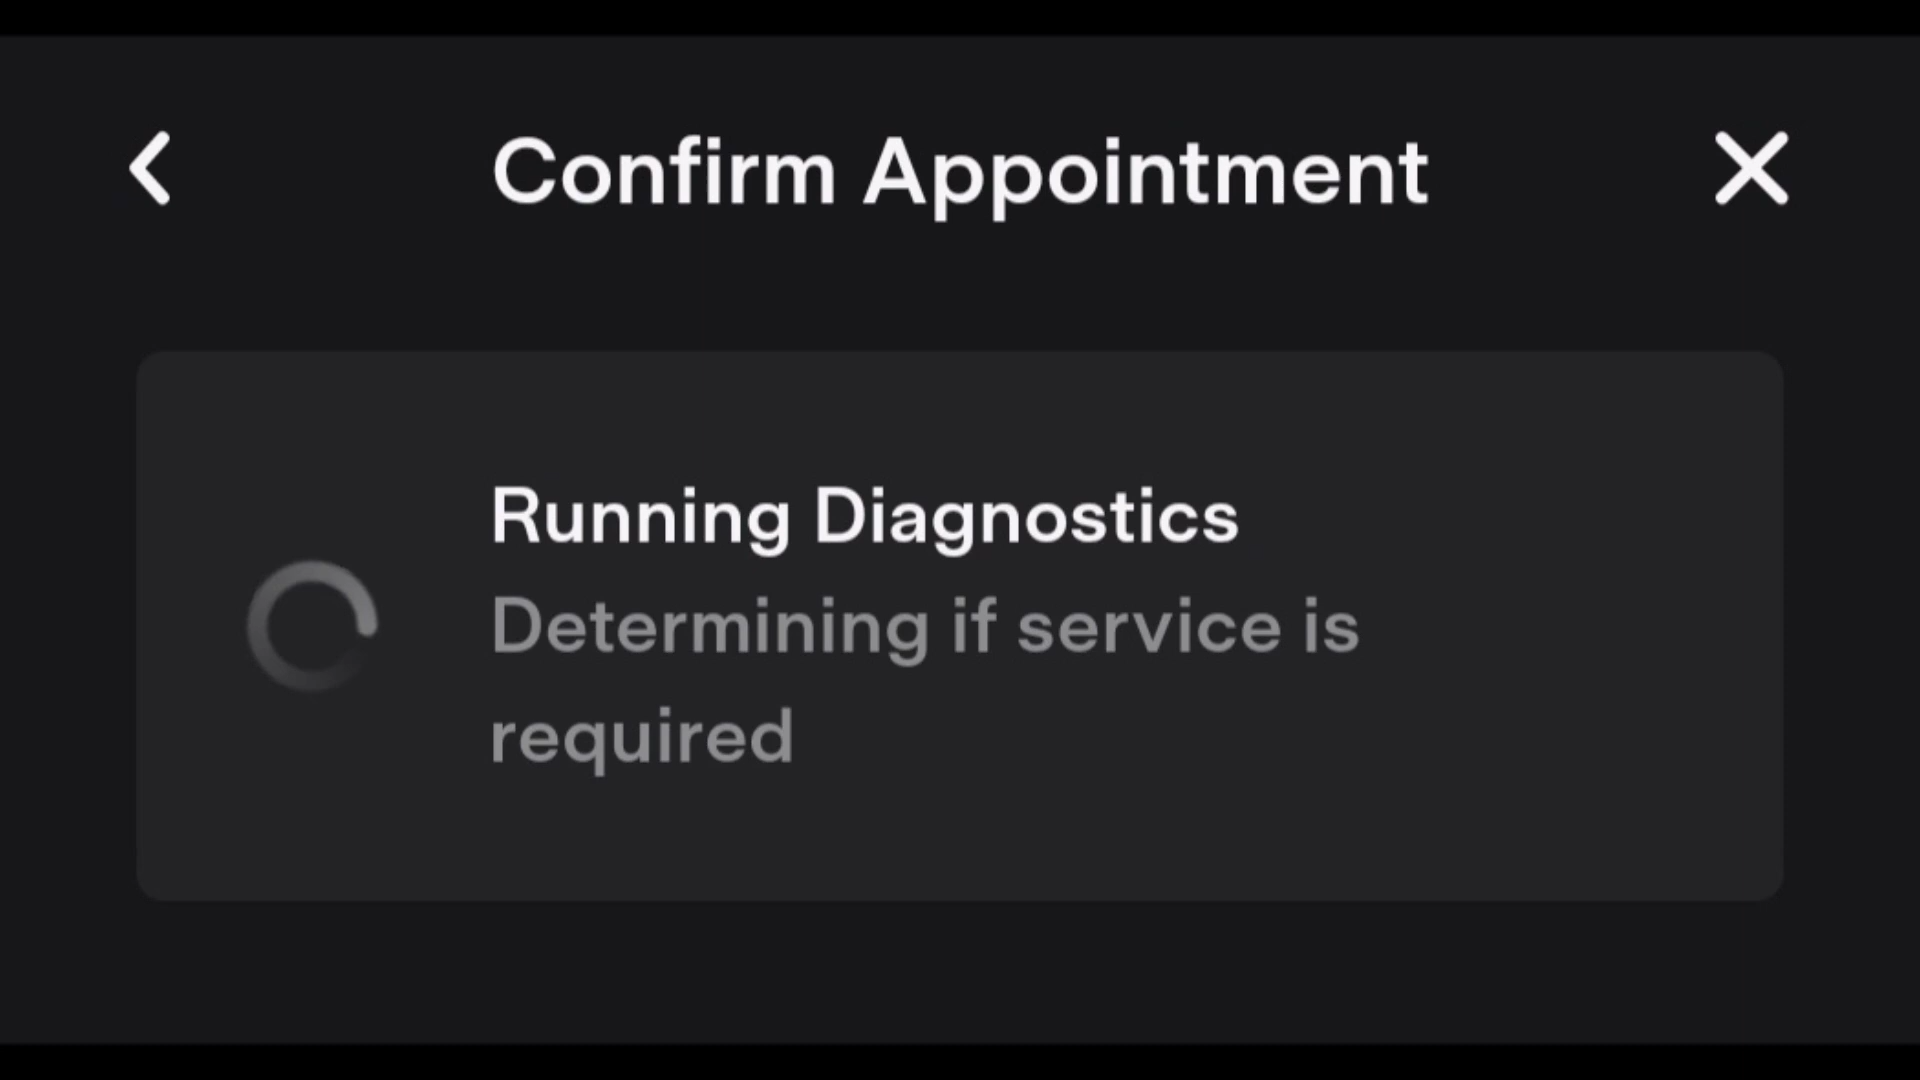 Confirm Appointment
Running Diagnostics
Determining if service is
required